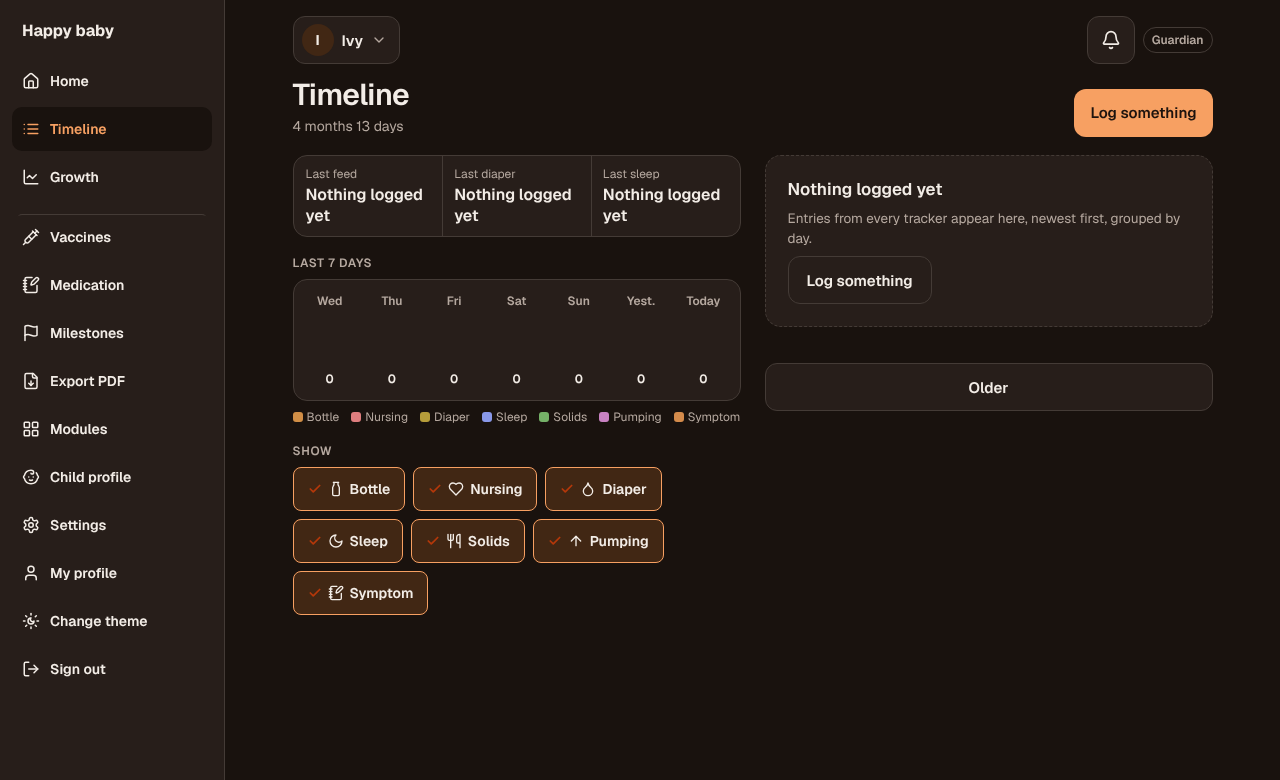 Happy baby
Home
Timeline
Growth
Vaccines
Medication
Milestones
Export PDF
Modules
Child profile
Settings
My profile
Change theme
Sign out
I Ivy
Guardian
Timeline
4 months 13 days
Log something
Last feed
Nothing logged
yet
Last diaper
Nothing logged
yet
Last sleep
Nothing logged
yet
LAST 7 DAYS
Wed Thu Fri Sat Sun Yest. Today
0 0 0 0 0 0 0
Bottle Nursing Diaper Sleep Solids Pumping Symptom
SHOW
Bottle Nursing Diaper
Sleep Solids Pumping
Symptom
Nothing logged yet
Entries from every tracker appear here, newest first, grouped by
day.
Log something
Older